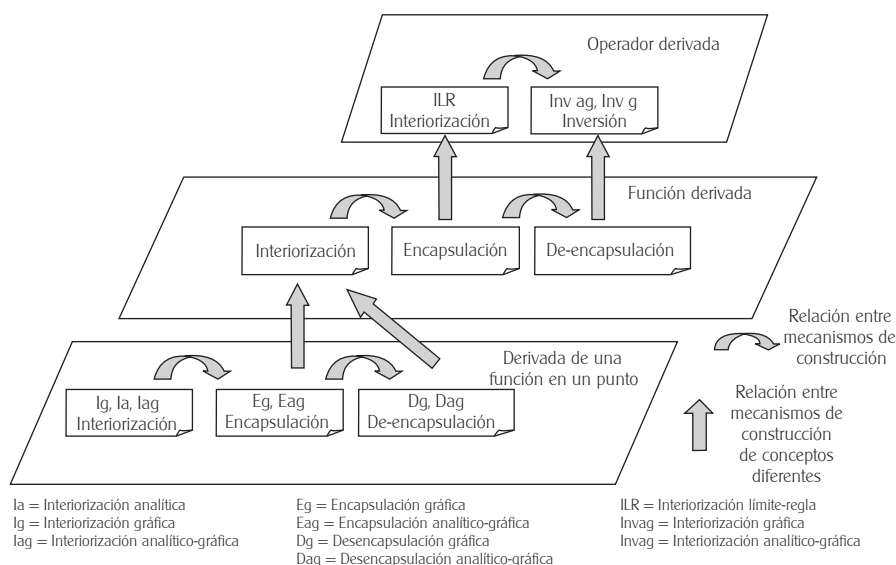 Operador derivada
ILR
Interiorización
Inv ag, Inv g
Inversión
Función derivada
Interiorización
Encapsulación
De-encapsulación
Relación entre
mecanismos de
construcción
Derivada de una
función en un punto
Ig, Ia, Iag
Interiorización
Eg, Eag
Encapsulación
Dg, Dag
De-encapsulación
Relación entre
mecanismos de
construcción
de conceptos
diferentes
Ia = Interiorización analítica
Ig = Interiorización gráfica
Iag = Interiorización analítico-gráfica
Eg = Encapsulación gráfica
Eag = Encapsulación analítico-gráfica
Dg = Desencapsulación gráfica
Dag = Desencapsulación analítico-gráfica
ILR = Interiorización límite-regla
Invag = Interiorización gráfica
Invag = Interiorización analítico-gráfica